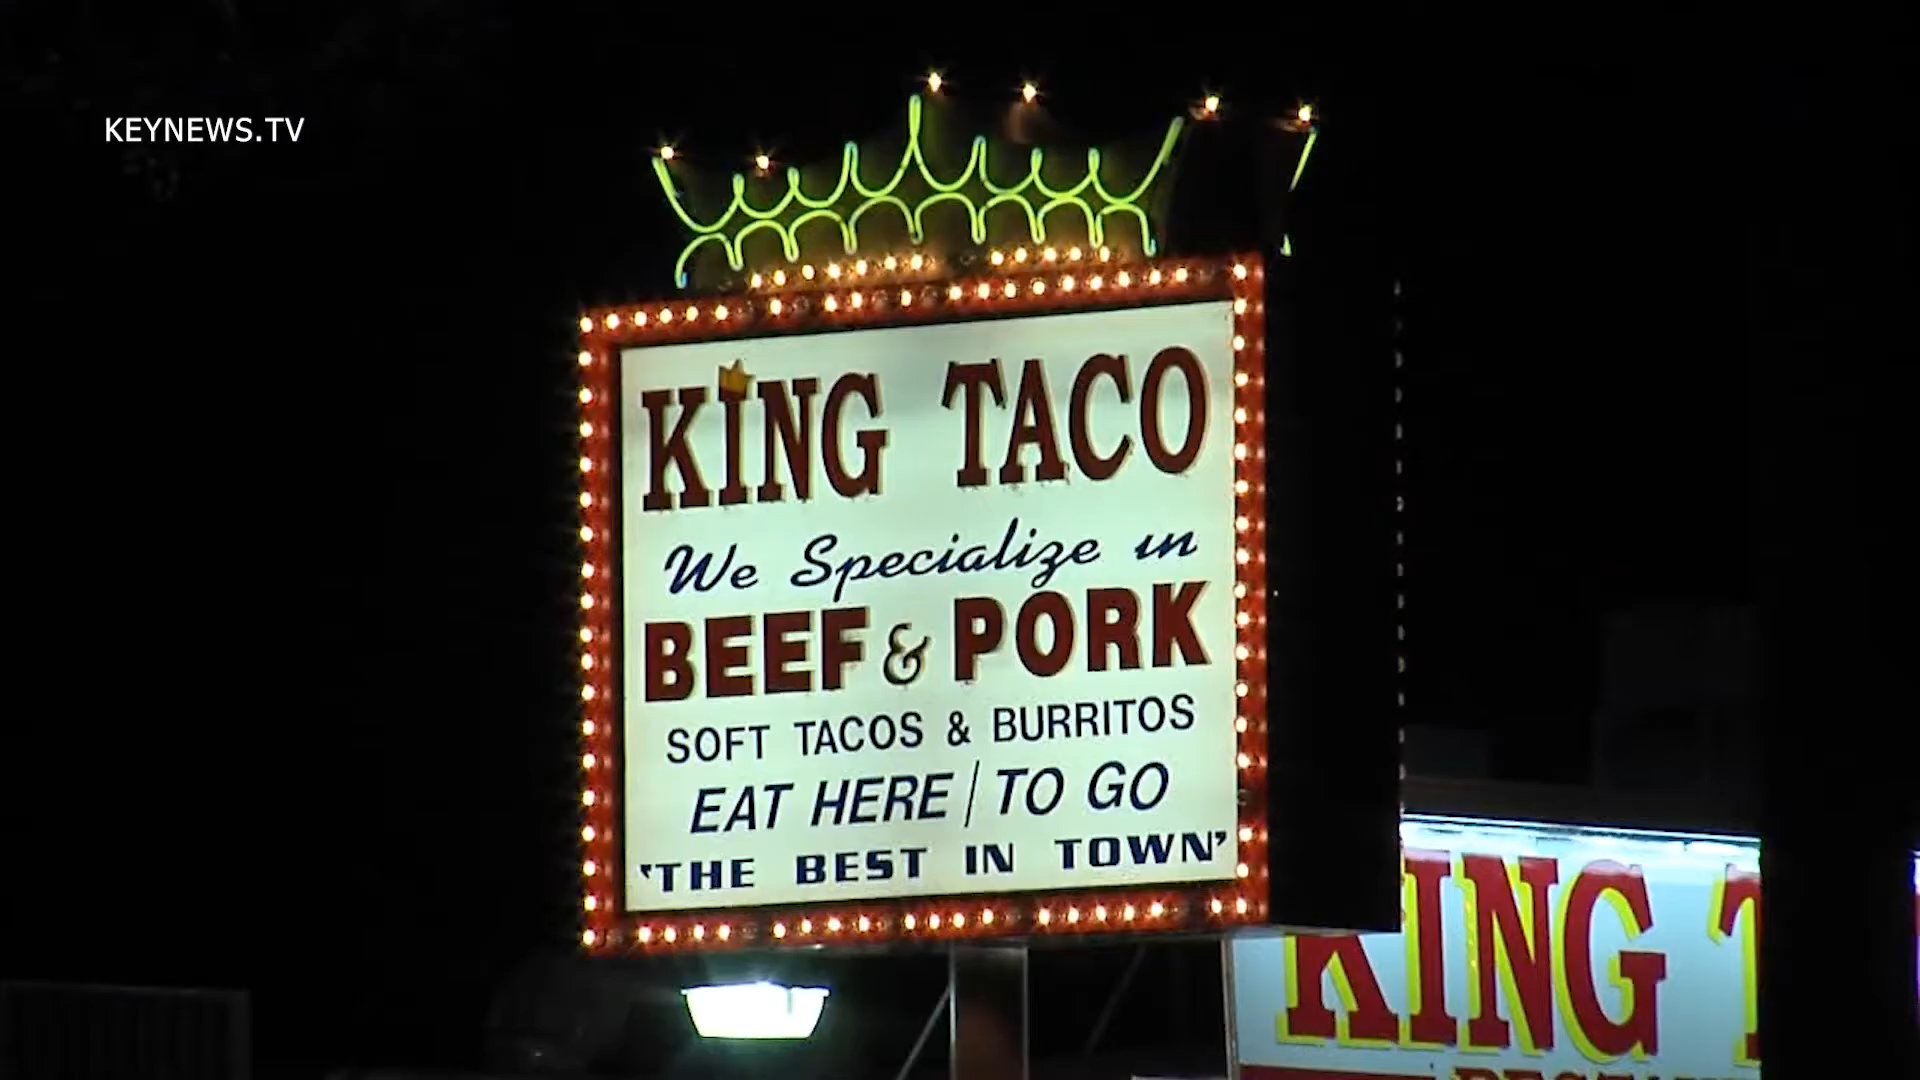 KEYNEWS.TV
KING TACO
We Specialize in
BEEF & PORK
SOFT TACOS & BURRITOS
EAT HERE / TO GO
'THE BEST IN TOWN'
KING T